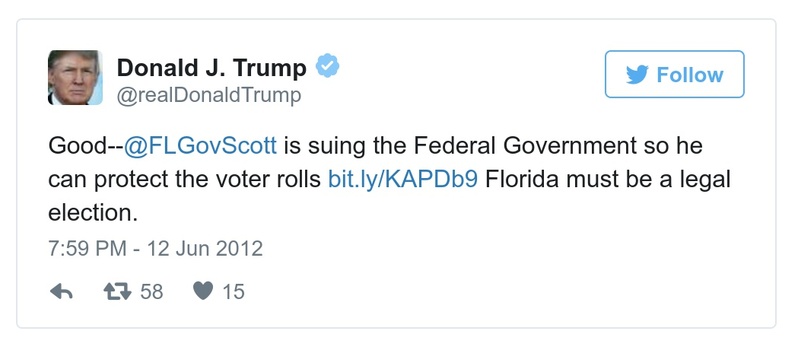 Donald J. Trump
@realDonaldTrump
Follow
Good--@FLGovScott is suing the Federal Government so he
can protect the voter rolls bit.ly/KAPDb9 Florida must be a legal
election.
7:59 PM - 12 Jun 2012
58 15